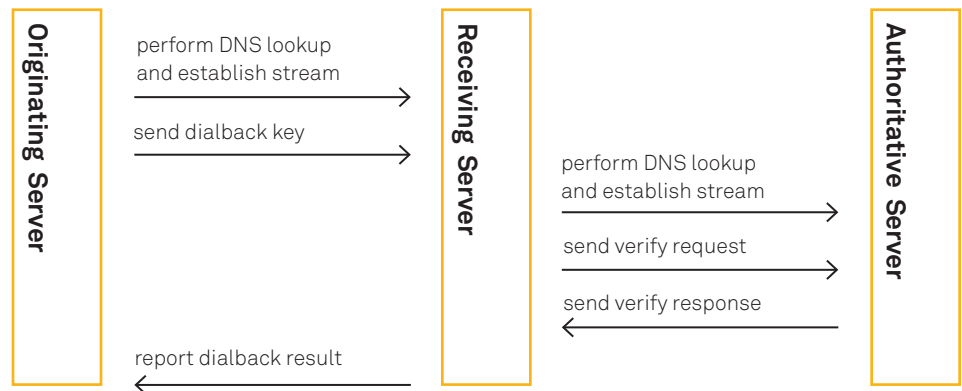 Originating Server
Receiving Server
Authoritative Server
perform DNS lookup
and establish stream
send dialback key
perform DNS lookup
and establish stream
send verify request
send verify response
report dialback result